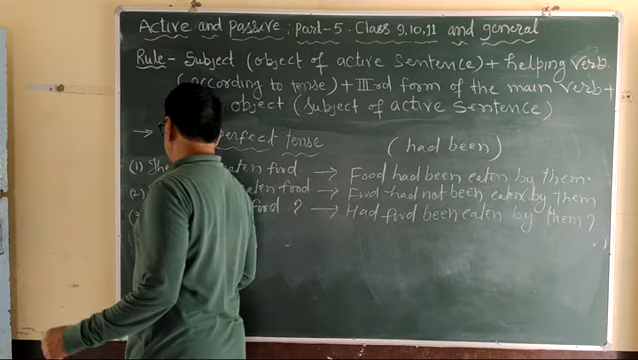 Active and passive; Part-5. Class 9,10,11 and general
Rule - Subject (object of active sentence) + helping verb.
(according to tense) + IIIrd form of the main verb +
object (subject of active sentence)
→ perfect tense (had been)
(1) The eaten food. → Food had been eaten by them.
(2) eaten food → Food had not been eaten by them
food ? → Had food been eaten by them?